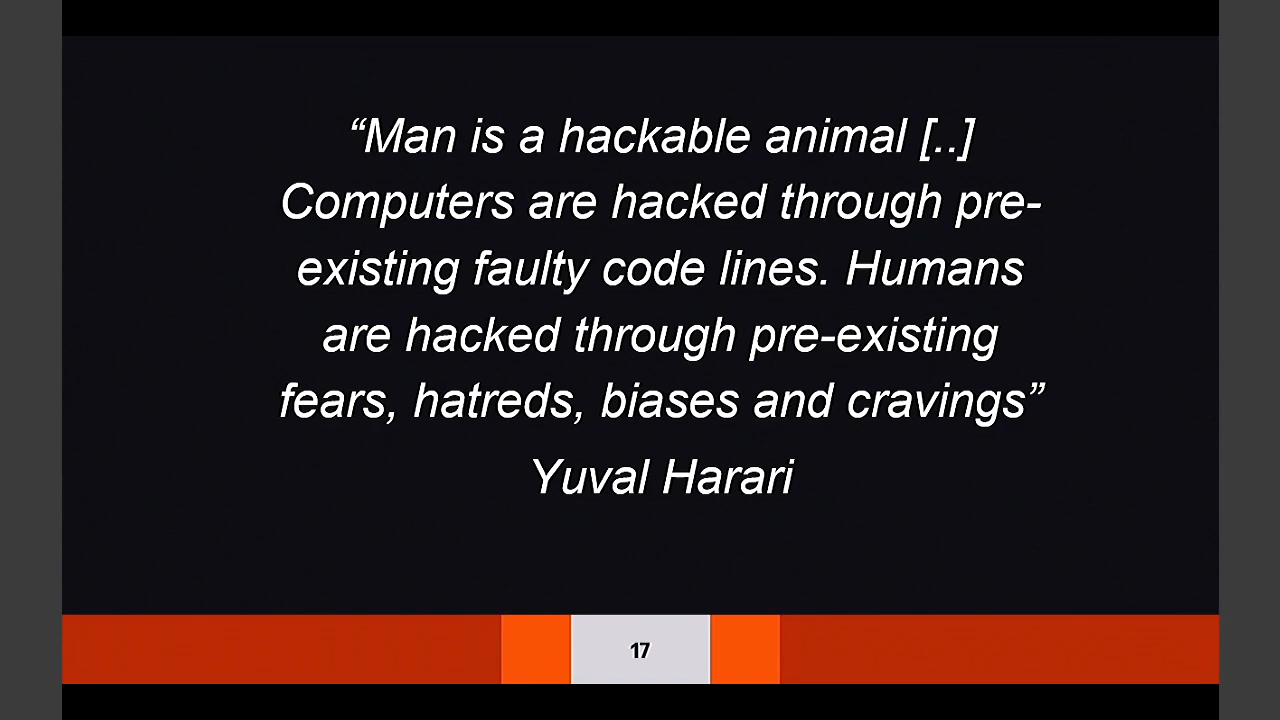 “Man is a hackable animal [..]
Computers are hacked through pre-
existing faulty code lines. Humans
are hacked through pre-existing
fears, hatreds, biases and cravings”
Yuval Harari
17